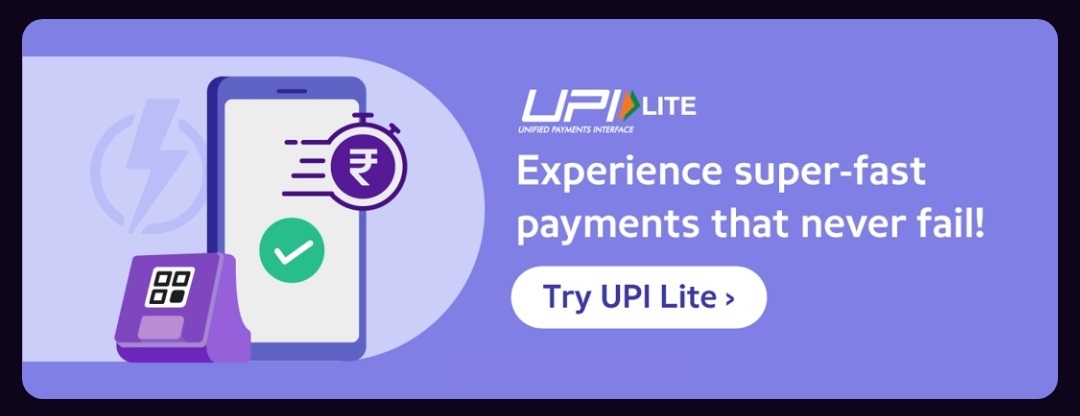 UPI LITE
UNIFIED PAYMENTS INTERFACE
Experience super-fast
payments that never fail!
Try UPI Lite ›
₹